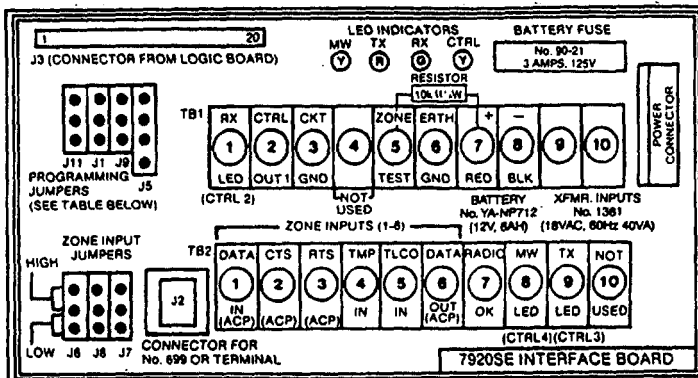 1 20
J3 (CONNECTOR FROM LOGIC BOARD)
LED INDICATORS
MW TX RX CTRL
Y R G Y
BATTERY FUSE
No. 90-21
3 AMPS. 125V
RESISTOR
10k
POWER CONNECTOR
J11 J1 J9 J5
PROGRAMMING
JUMPERS
(SEE TABLE BELOW)
TB1
RX CTRL CKT ZONE ERTH + –
1 2 3 4 5 6 7 8 9 10
LED OUT 1 GND TEST GND RED BLK
(CTRL 2)
NOT
USED
BATTERY
No. YA-NP712
(12V, 6AH)
XFMR. INPUTS
No. 1361
(18VAC, 60Hz 40VA)
ZONE INPUTS (1-6)
ZONE INPUT
JUMPERS
HIGH
LOW
J6 J8 J7
J2
CONNECTOR FOR
No. 699 OR TERMINAL
TB2
DATA CTS RTS TMP TLCO DATA RADIO MW TX NOT
1 2 3 4 5 6 7 8 9 10
IN IN IN OUT OK LED LED USED
(ACP) (ACP) (ACP) (ACP)
(CTRL4) (CTRL3)
7920SE INTERFACE BOARD